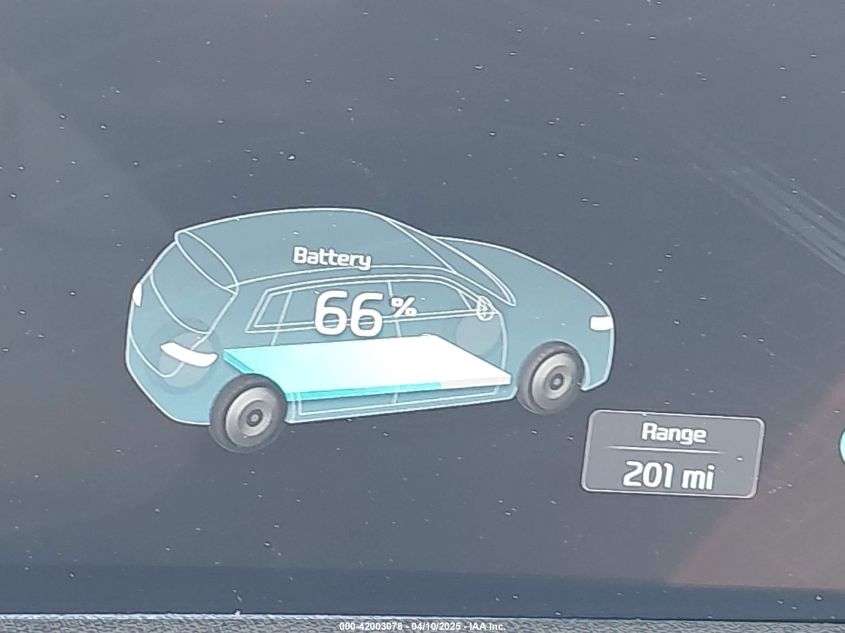 Battery
66%
Range
201 mi
000-42003078 - 04/10/2025 - IAA Inc.